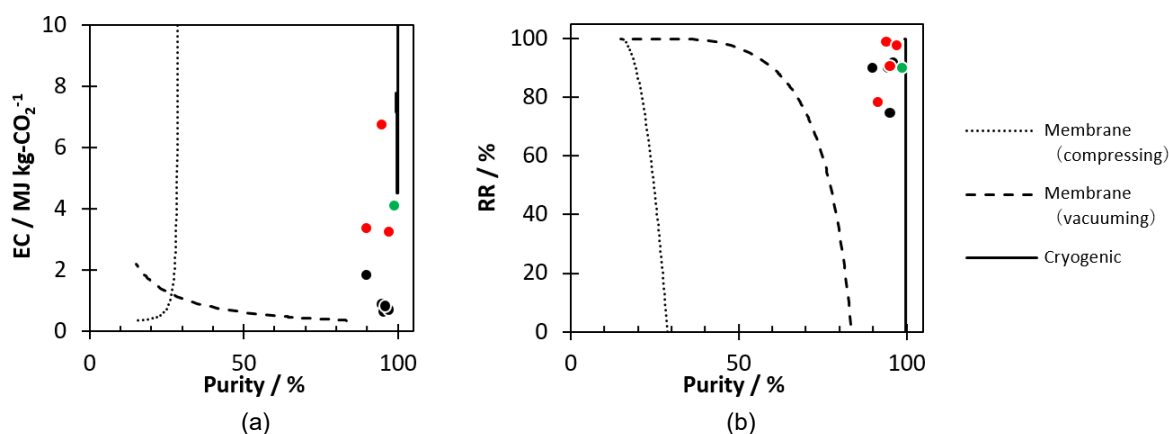 EC / MJ kg-CO₂⁻¹
10
8
6
4
2
0
0
50
100
Purity / %
(a)
RR / %
100
80
60
40
20
0
0
50
100
Purity / %
(b)
Membrane
（compressing）
Membrane
（vacuuming）
Cryogenic